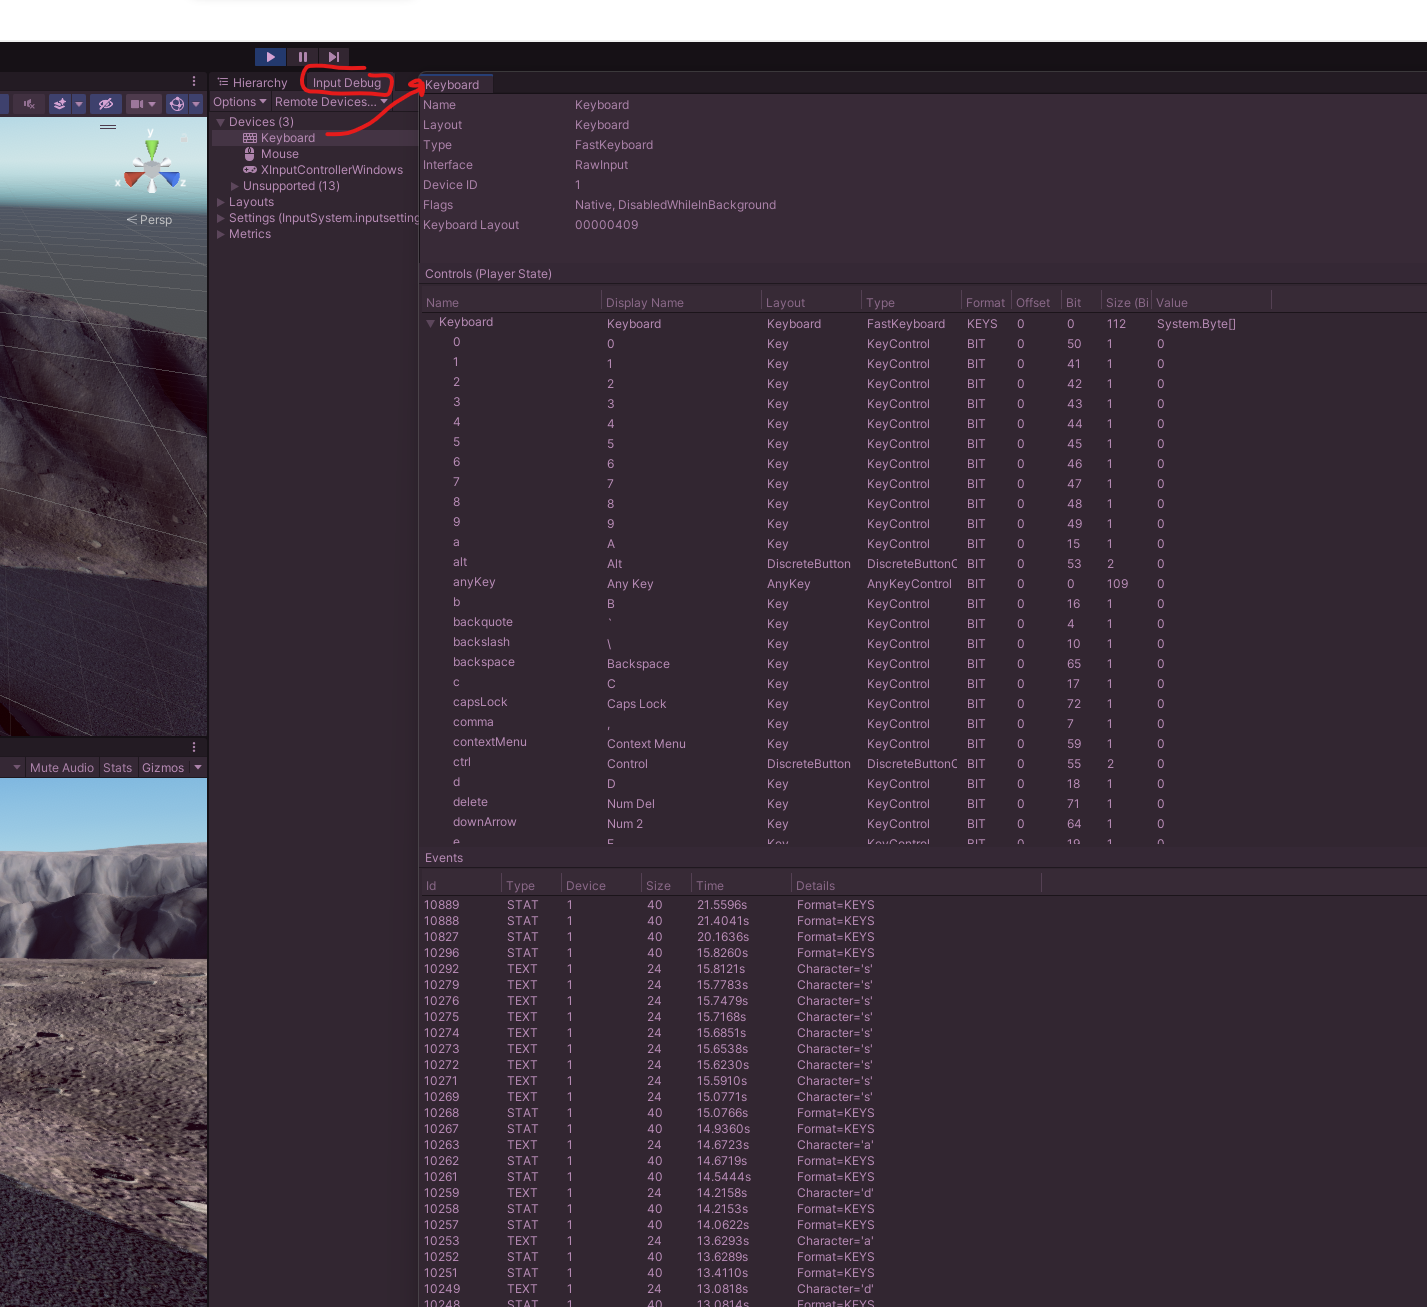 Hierarchy
Input Debug
Keyboard
Options
Remote Devices...
Devices (3)
Keyboard
Mouse
XInputControllerWindows
Unsupported (13)
Layouts
Settings (InputSystem.inputsetting
Metrics
y
x
z
Persp
Mute Audio Stats Gizmos
Name Keyboard
Layout Keyboard
Type FastKeyboard
Interface RawInput
Device ID 1
Flags Native, DisabledWhileInBackground
Keyboard Layout 00000409
Controls (Player State)
Name Display Name Layout Type Format Offset Bit Size (Bi Value
Keyboard Keyboard Keyboard FastKeyboard KEYS 0 0 112 System.Byte[]
0 0 Key KeyControl BIT 0 50 1 0
1 1 Key KeyControl BIT 0 41 1 0
2 2 Key KeyControl BIT 0 42 1 0
3 3 Key KeyControl BIT 0 43 1 0
4 4 Key KeyControl BIT 0 44 1 0
5 5 Key KeyControl BIT 0 45 1 0
6 6 Key KeyControl BIT 0 46 1 0
7 7 Key KeyControl BIT 0 47 1 0
8 8 Key KeyControl BIT 0 48 1 0
9 9 Key KeyControl BIT 0 49 1 0
a A Key KeyControl BIT 0 15 1 0
alt Alt DiscreteButton DiscreteButtonC BIT 0 53 2 0
anyKey Any Key AnyKey AnyKeyControl BIT 0 0 109 0
b B Key KeyControl BIT 0 16 1 0
backquote ` Key KeyControl BIT 0 4 1 0
backslash \ Key KeyControl BIT 0 10 1 0
backspace Backspace Key KeyControl BIT 0 65 1 0
c C Key KeyControl BIT 0 17 1 0
capsLock Caps Lock Key KeyControl BIT 0 72 1 0
comma , Key KeyControl BIT 0 7 1 0
contextMenu Context Menu Key KeyControl BIT 0 59 1 0
ctrl Control DiscreteButton DiscreteButtonC BIT 0 55 2 0
d D Key KeyControl BIT 0 18 1 0
delete Num Del Key KeyControl BIT 0 71 1 0
downArrow Num 2 Key KeyControl BIT 0 64 1 0
e E Key KeyControl BIT 0 19 1 0
Events
Id Type Device Size Time Details
10889 STAT 1 40 21.5596s Format=KEYS
10888 STAT 1 40 21.4041s Format=KEYS
10827 STAT 1 40 20.1636s Format=KEYS
10296 STAT 1 40 15.8260s Format=KEYS
10292 TEXT 1 24 15.8121s Character='s'
10279 TEXT 1 24 15.7783s Character='s'
10276 TEXT 1 24 15.7479s Character='s'
10275 TEXT 1 24 15.7168s Character='s'
10274 TEXT 1 24 15.6851s Character='s'
10273 TEXT 1 24 15.6538s Character='s'
10272 TEXT 1 24 15.6230s Character='s'
10271 TEXT 1 24 15.5910s Character='s'
10269 TEXT 1 24 15.0771s Character='s'
10268 STAT 1 40 15.0766s Format=KEYS
10267 STAT 1 40 14.9360s Format=KEYS
10263 TEXT 1 24 14.6723s Character='a'
10262 STAT 1 40 14.6719s Format=KEYS
10261 STAT 1 40 14.5444s Format=KEYS
10259 TEXT 1 24 14.2158s Character='d'
10258 STAT 1 40 14.2153s Format=KEYS
10257 STAT 1 40 14.0622s Format=KEYS
10253 TEXT 1 24 13.6293s Character='a'
10252 STAT 1 40 13.6289s Format=KEYS
10251 STAT 1 40 13.4110s Format=KEYS
10249 TEXT 1 24 13.0818s Character='d'
10248 STAT 1 40 13.0814s Format=KEYS